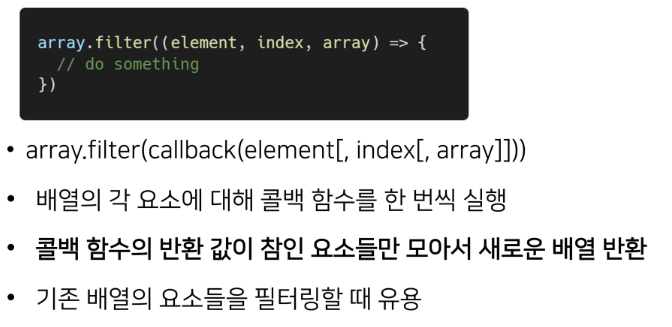 array.filter((element, index, array) => {
  // do something
})
• array.filter(callback(element[, index[, array]]))
• 배열의 각 요소에 대해 콜백 함수를 한 번씩 실행
• 콜백 함수의 반환 값이 참인 요소들만 모아서 새로운 배열 반환
• 기존 배열의 요소들을 필터링할 때 유용